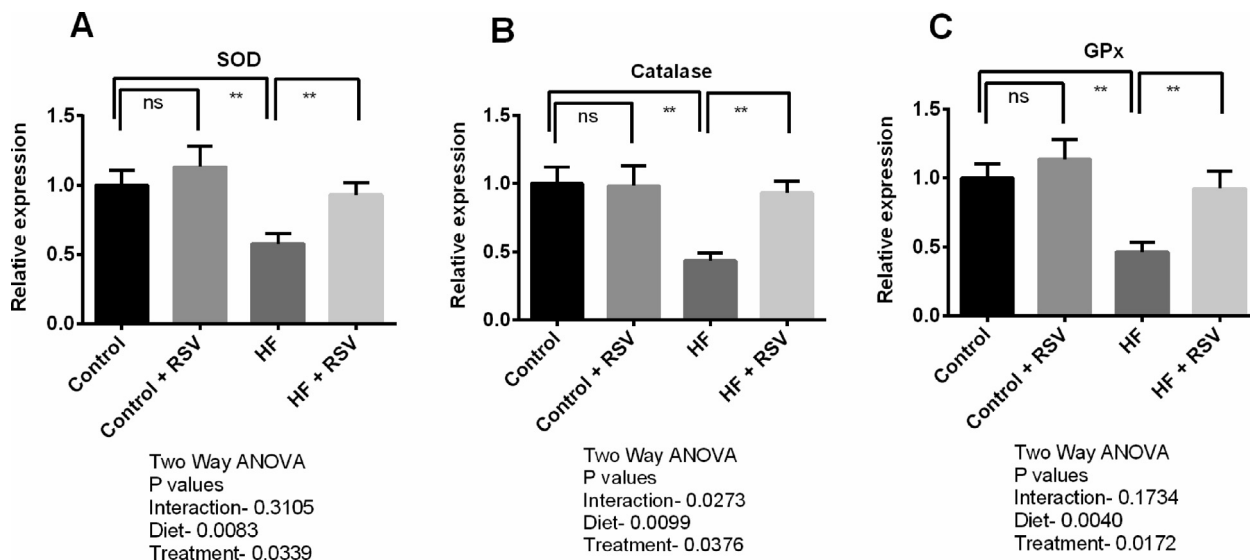 A
SOD
ns
**
**
Relative expression
1.5
1.0
0.5
0.0
Control
Control + RSV
HF
HF + RSV
Two Way ANOVA
P values
Interaction- 0.3105
Diet- 0.0083
Treatment- 0.0339
B
Catalase
ns
**
**
Relative expression
1.5
1.0
0.5
0.0
Control
Control + RSV
HF
HF + RSV
Two Way ANOVA
P values
Interaction- 0.0273
Diet- 0.0099
Treatment- 0.0376
C
GPx
ns
**
**
Relative expression
1.5
1.0
0.5
0.0
Control
Control + RSV
HF
HF + RSV
Two Way ANOVA
P values
Interaction- 0.1734
Diet- 0.0040
Treatment- 0.0172